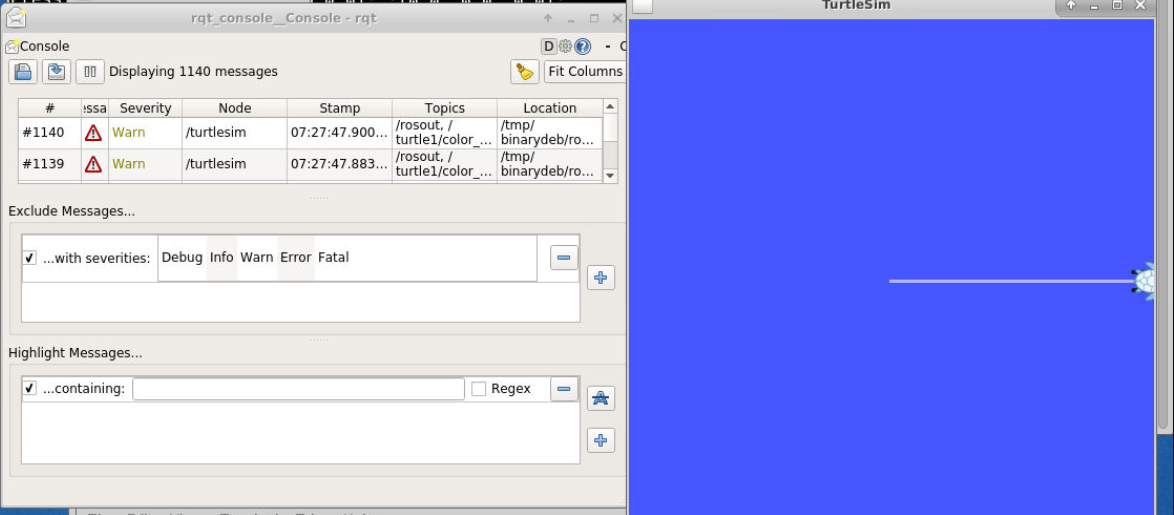 rqt_console__Console - rqt
TurtleSim
Console
D
Displaying 1140 messages
Fit Columns
# essa Severity Node Stamp Topics Location
#1140 Warn /turtlesim 07:27:47.900... /rosout, / turtle1/color_... /tmp/ binarydeb/ro...
#1139 Warn /turtlesim 07:27:47.883... /rosout, / turtle1/color_... /tmp/ binarydeb/ro...
Exclude Messages...
...with severities: Debug Info Warn Error Fatal
Highlight Messages...
...containing: Regex